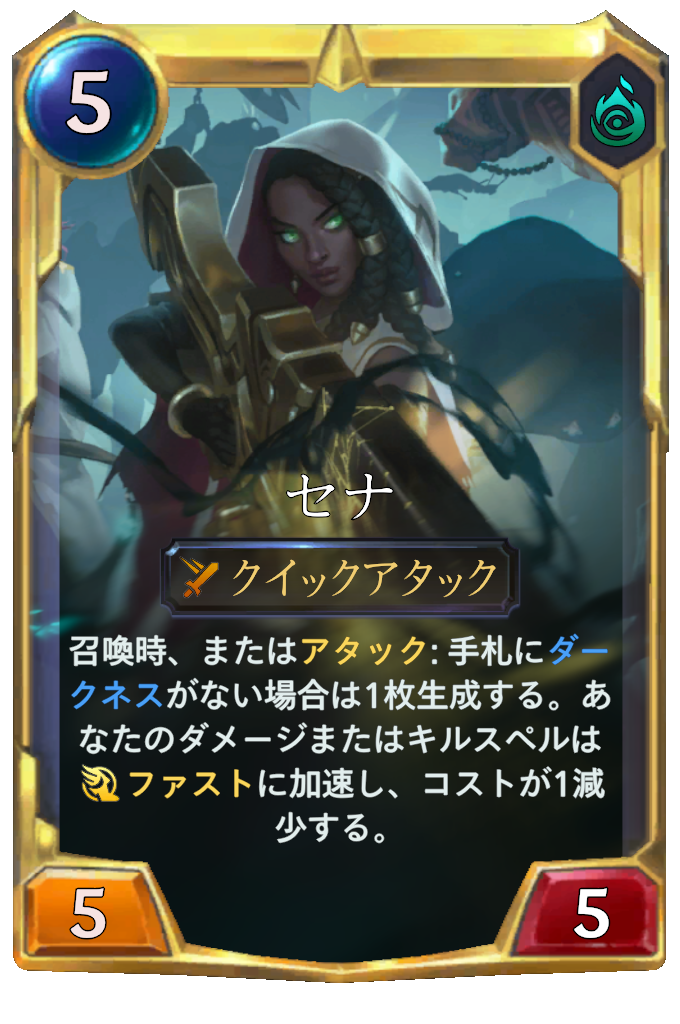 5
セナ
クイックアタック
召喚時、またはアタック: 手札にダー
クネスがない場合は1枚生成する。あ
なたのダメージまたはキルスペルは
ファストに加速し、コストが1減
少する。
5
5